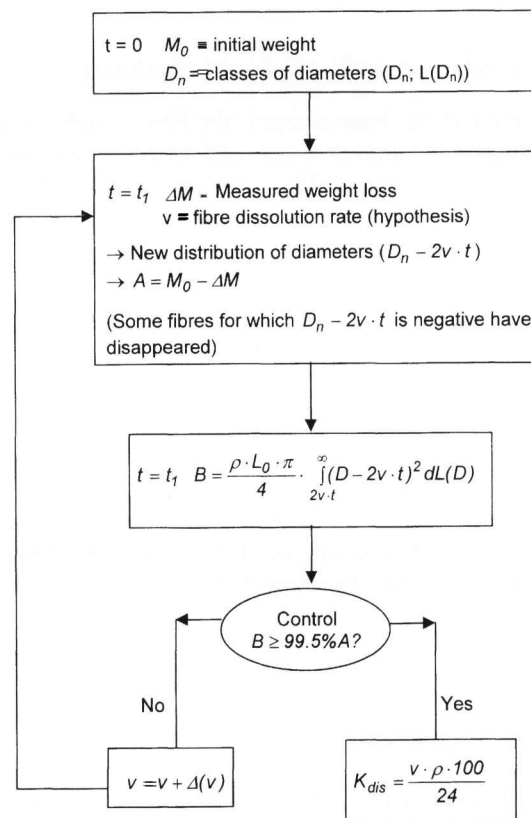 t = 0 M₀ = initial weight
Dₙ = classes of diameters (Dₙ; L(Dₙ))
t = t₁ ΔM - Measured weight loss
v = fibre dissolution rate (hypothesis)
→ New distribution of diameters (Dₙ − 2v · t)
→ A = M₀ − ΔM
(Some fibres for which Dₙ − 2v · t is negative have
disappeared)
t = t₁ B = ρ · L₀ · π / 4 · ∫_{2v·t}^{∞} (D − 2v · t)² dL(D)
Control
B ≥ 99.5%A?
No
Yes
v = v + Δ(v)
K_dis = v · ρ · 100 / 24